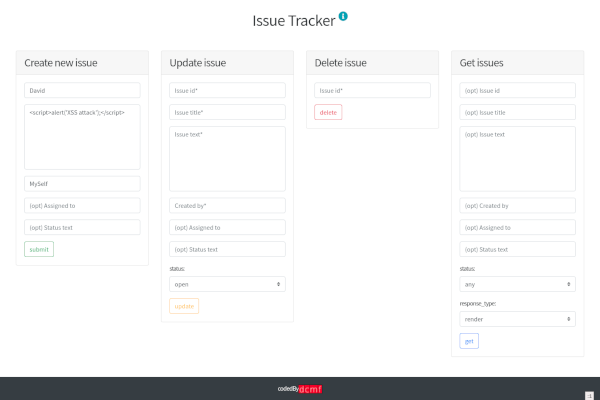 Issue Tracker
Create new issue
David
<script>alert("XSS attack");</script>
MySelf
(opt) Assigned to
(opt) Status text
submit
Update issue
Issue id*
Issue title*
Issue text*
Created by*
(opt) Assigned to
(opt) Status text
status:
open
update
Delete issue
Issue id*
delete
Get issues
(opt) Issue id
(opt) Issue title
(opt) Issue text
(opt) Created by
(opt) Assigned to
(opt) Status text
status:
any
response_type:
render
get
codedBy dcmf